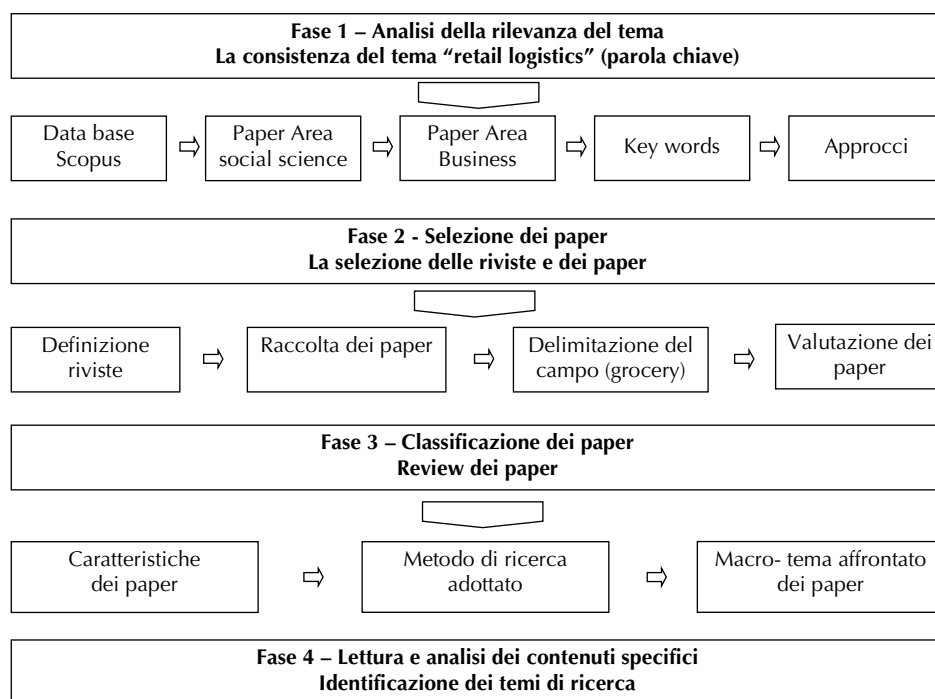 Fase 1 – Analisi della rilevanza del tema
La consistenza del tema “retail logistics” (parola chiave)
Data base
Scopus
Paper Area
social science
Paper Area
Business
Key words
Approcci
Fase 2 - Selezione dei paper
La selezione delle riviste e dei paper
Definizione
riviste
Raccolta dei paper
Delimitazione del
campo (grocery)
Valutazione dei
paper
Fase 3 – Classificazione dei paper
Review dei paper
Caratteristiche
dei paper
Metodo di ricerca
adottato
Macro- tema affrontato
dei paper
Fase 4 – Lettura e analisi dei contenuti specifici
Identificazione dei temi di ricerca